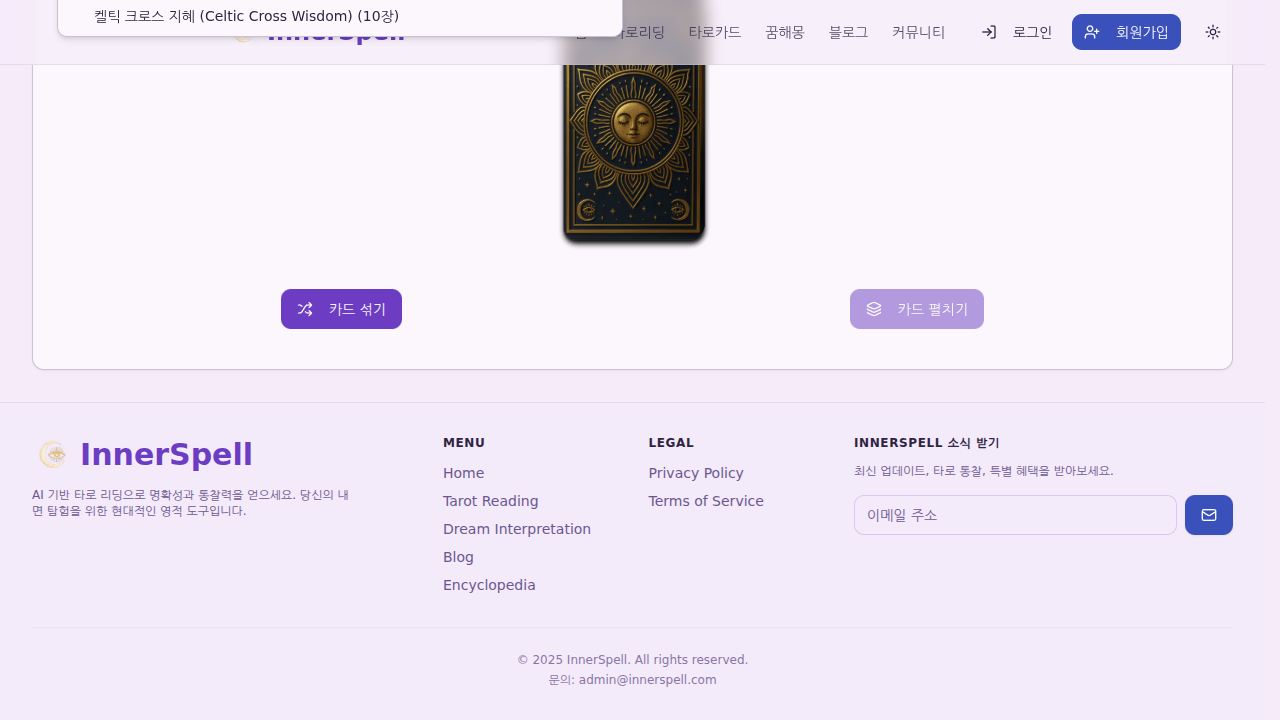 켈틱 크로스 지혜 (Celtic Cross Wisdom) (10장)
타로카드
꿈해몽
블로그
커뮤니티
로그인
회원가입
카드 섞기
카드 펼치기
InnerSpell
AI 기반 타로 리딩으로 명확성과 통찰력을 얻으세요. 당신의 내
면 탐험을 위한 현대적인 영적 도구입니다.
MENU
Home
Tarot Reading
Dream Interpretation
Blog
Encyclopedia
LEGAL
Privacy Policy
Terms of Service
INNERSPELL 소식 받기
최신 업데이트, 타로 통찰, 특별 혜택을 받아보세요.
이메일 주소
© 2025 InnerSpell. All rights reserved.
문의: admin@innerspell.com